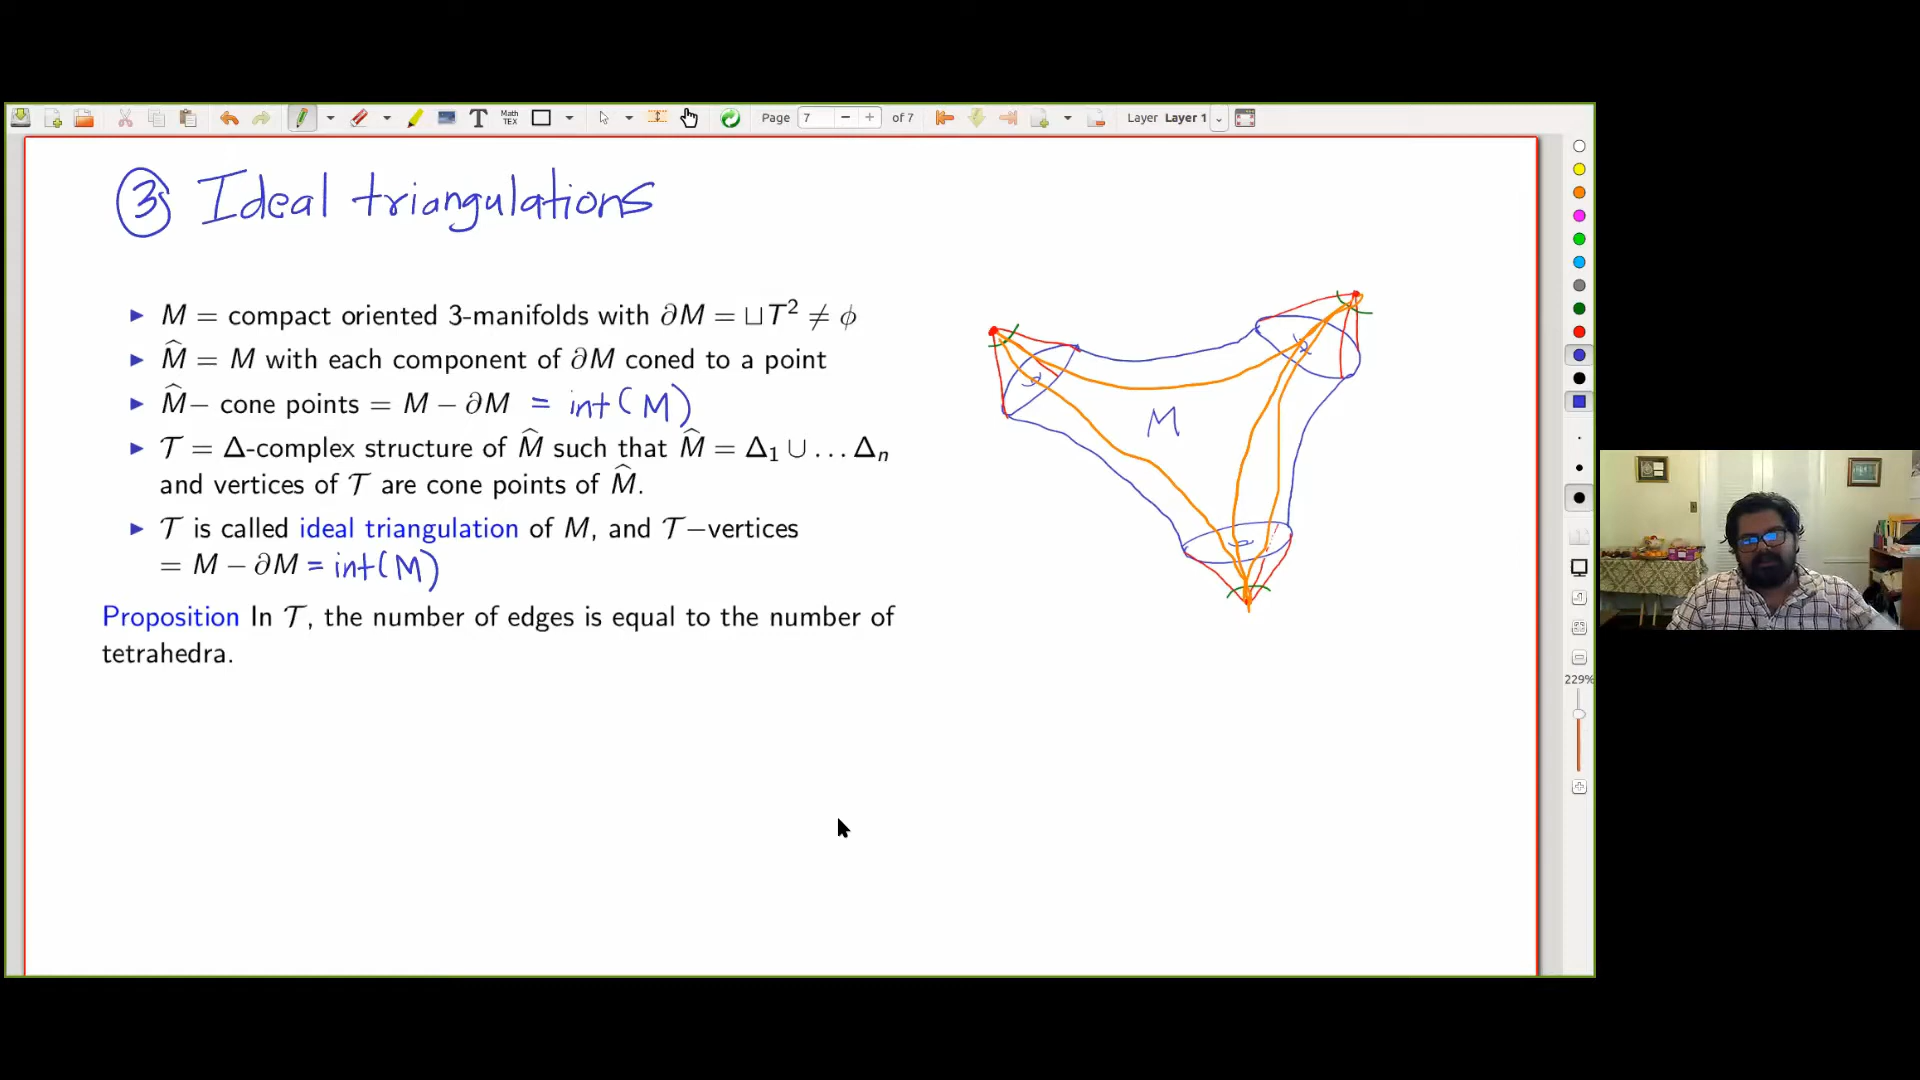 Page 7 of 7 Layer Layer 1
Math
TEX
③ Ideal triangulations
▶ M = compact oriented 3-manifolds with ∂M = ⊔T² ≠ ϕ
▶ M̂ = M with each component of ∂M coned to a point
▶ M̂− cone points = M − ∂M = int(M)
▶ 𝒯 = Δ-complex structure of M̂ such that M̂ = Δ₁ ∪ … Δₙ
and vertices of 𝒯 are cone points of M̂.
▶ 𝒯 is called ideal triangulation of M, and 𝒯−vertices
= M − ∂M = int(M)
Proposition In 𝒯, the number of edges is equal to the number of
tetrahedra.
M
229%